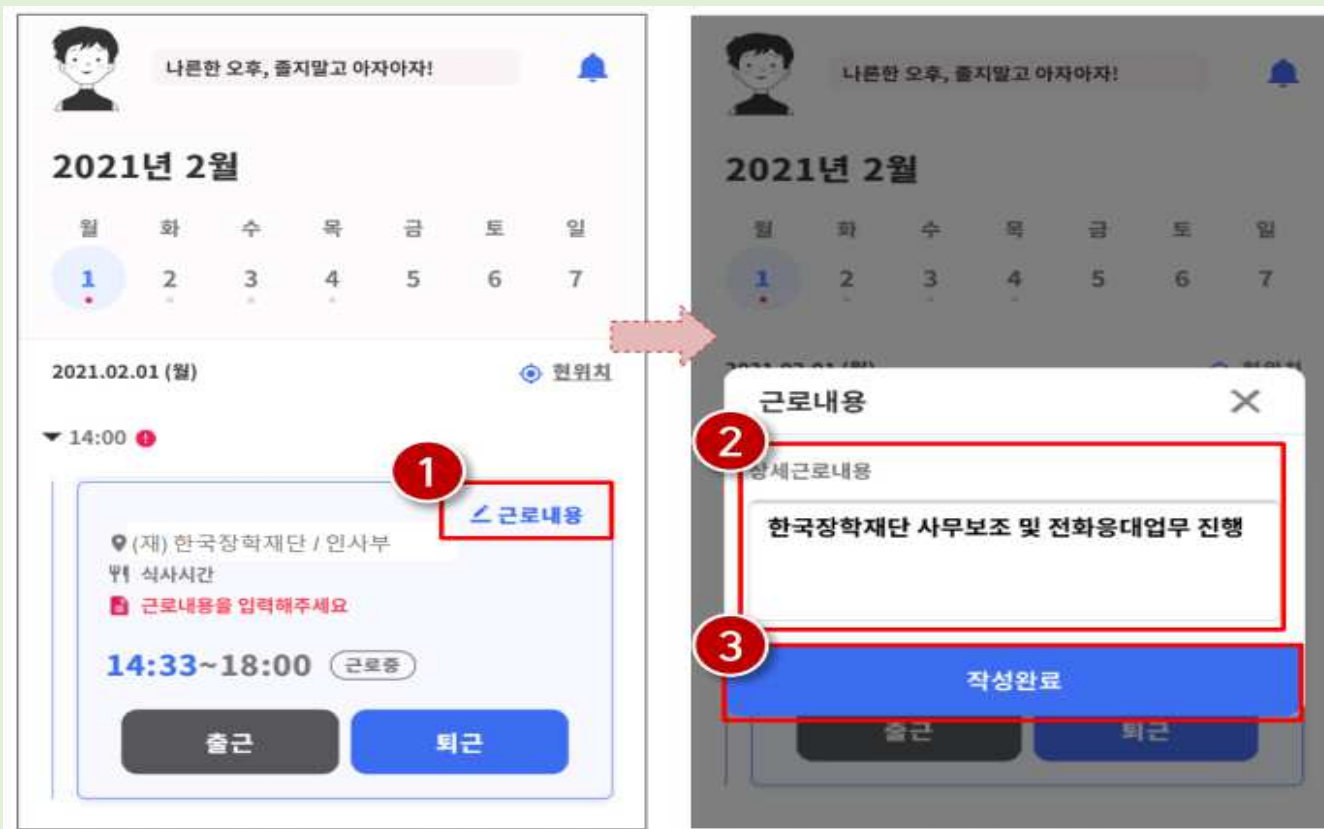 나른한 오후, 졸지말고 아자아자!
2021년 2월
월 화 수 목 금 토 일
1 2 3 4 5 6 7
2021.02.01 (월)
현위치
14:00
1
근로내용
(재) 한국장학재단 / 인사부
식사시간
근로내용을 입력해주세요
14:33~18:00 근로중
출근 퇴근
나른한 오후, 졸지말고 아자아자!
2021년 2월
월 화 수 목 금 토 일
1 2 3 4 5 6 7
2021.02.01 (월) 현위치
근로내용
2
상세근로내용
한국장학재단 사무보조 및 전화응대업무 진행
3
작성완료
출근 퇴근